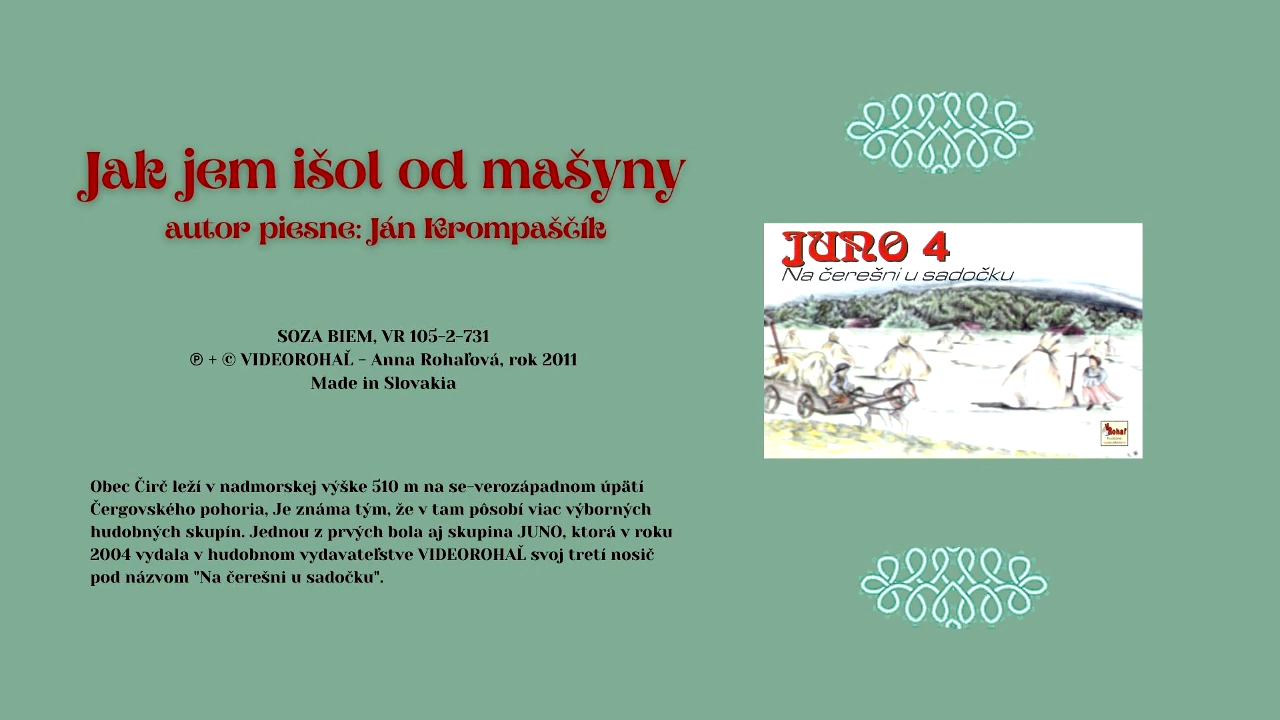 Jak jem išol od mašyny
autor piesne: Ján Krompaščík
SOZA BIEM, VR 105-2-731
℗ + © VIDEOROHAĽ - Anna Rohaľová, rok 2011
Made in Slovakia
Obec Čirč leží v nadmorskej výške 510 m na se-verozápadnom úpätí
Čergovského pohoria, Je známa tým, že v tam pôsobí viac výborných
hudobných skupín. Jednou z prvých bola aj skupina JUNO, ktorá v roku
2004 vydala v hudobnom vydavateľstve VIDEOROHAĽ svoj tretí nosič
pod názvom "Na čerešni u sadočku".
JUNO 4
Na čerešni u sadočku
Rohaľ